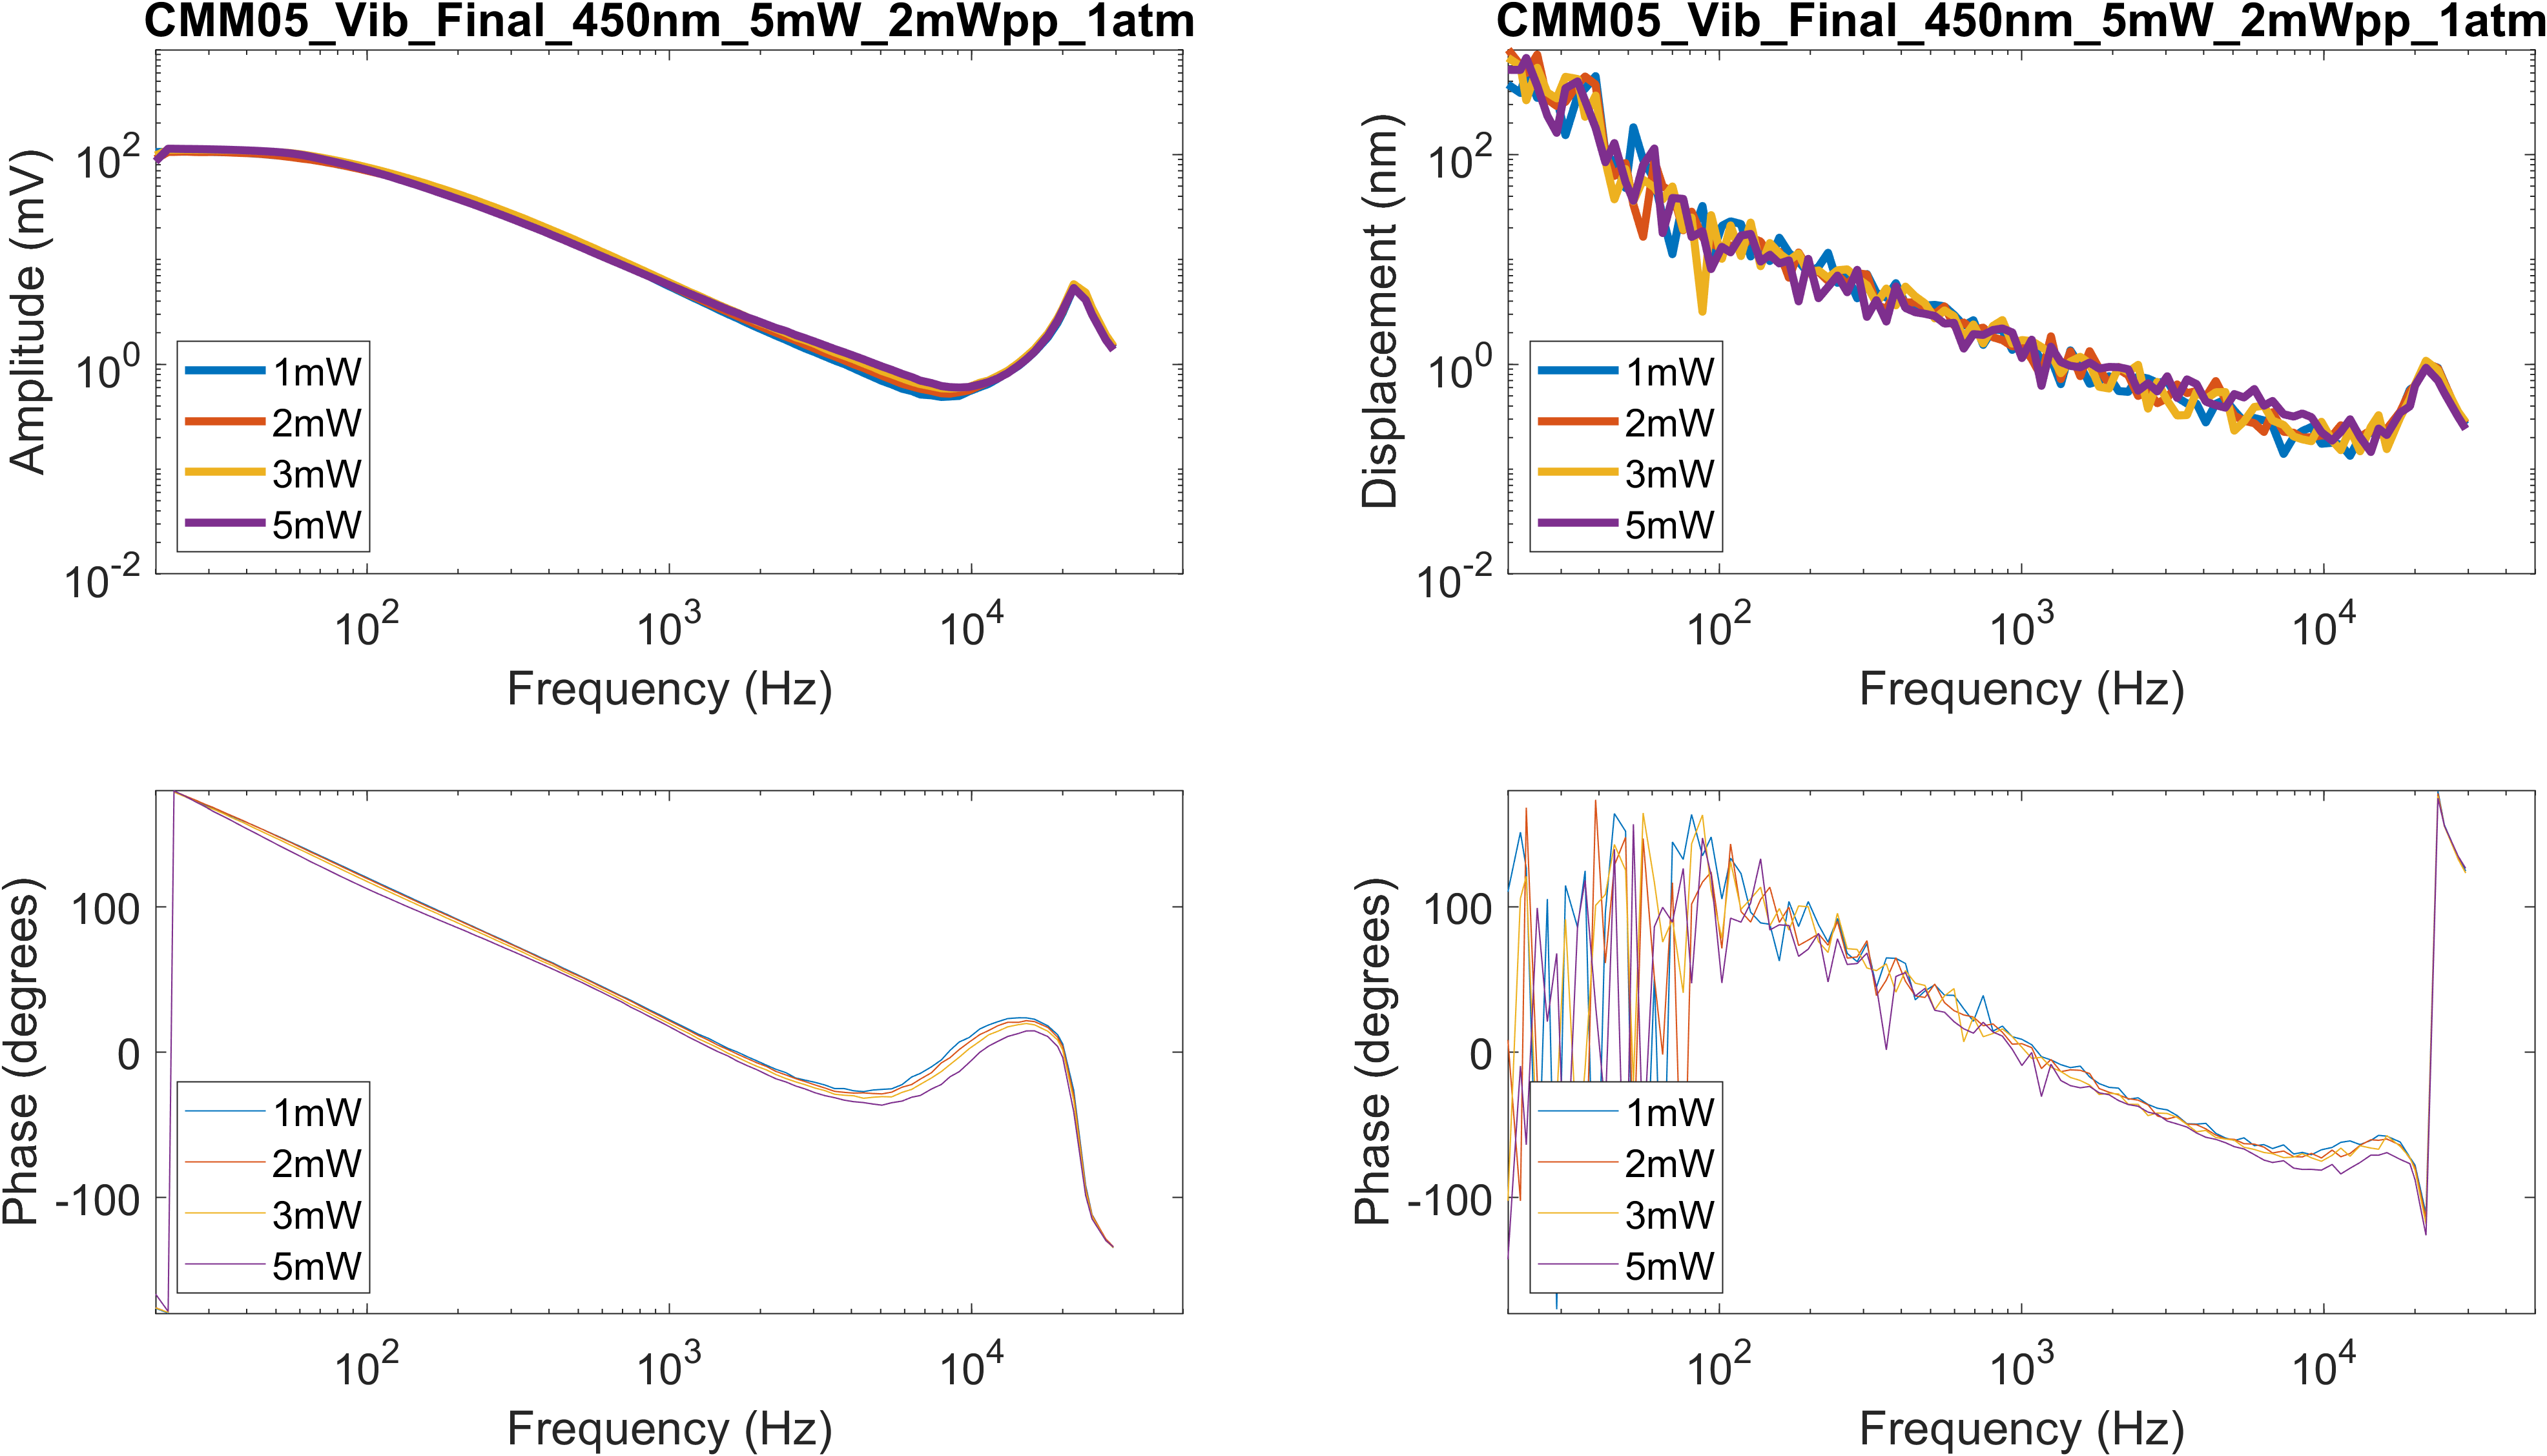 CMM05_Vib_Final_450nm_5mW_2mWpp_1atm
Amplitude (mV)
10^2
10^0
10^-2
1mW
2mW
3mW
5mW
10^2
10^3
10^4
Frequency (Hz)
CMM05_Vib_Final_450nm_5mW_2mWpp_1atm
Displacement (nm)
10^2
10^0
10^-2
1mW
2mW
3mW
5mW
10^2
10^3
10^4
Frequency (Hz)
Phase (degrees)
100
0
-100
1mW
2mW
3mW
5mW
10^2
10^3
10^4
Frequency (Hz)
Phase (degrees)
100
0
-100
1mW
2mW
3mW
5mW
10^2
10^3
10^4
Frequency (Hz)